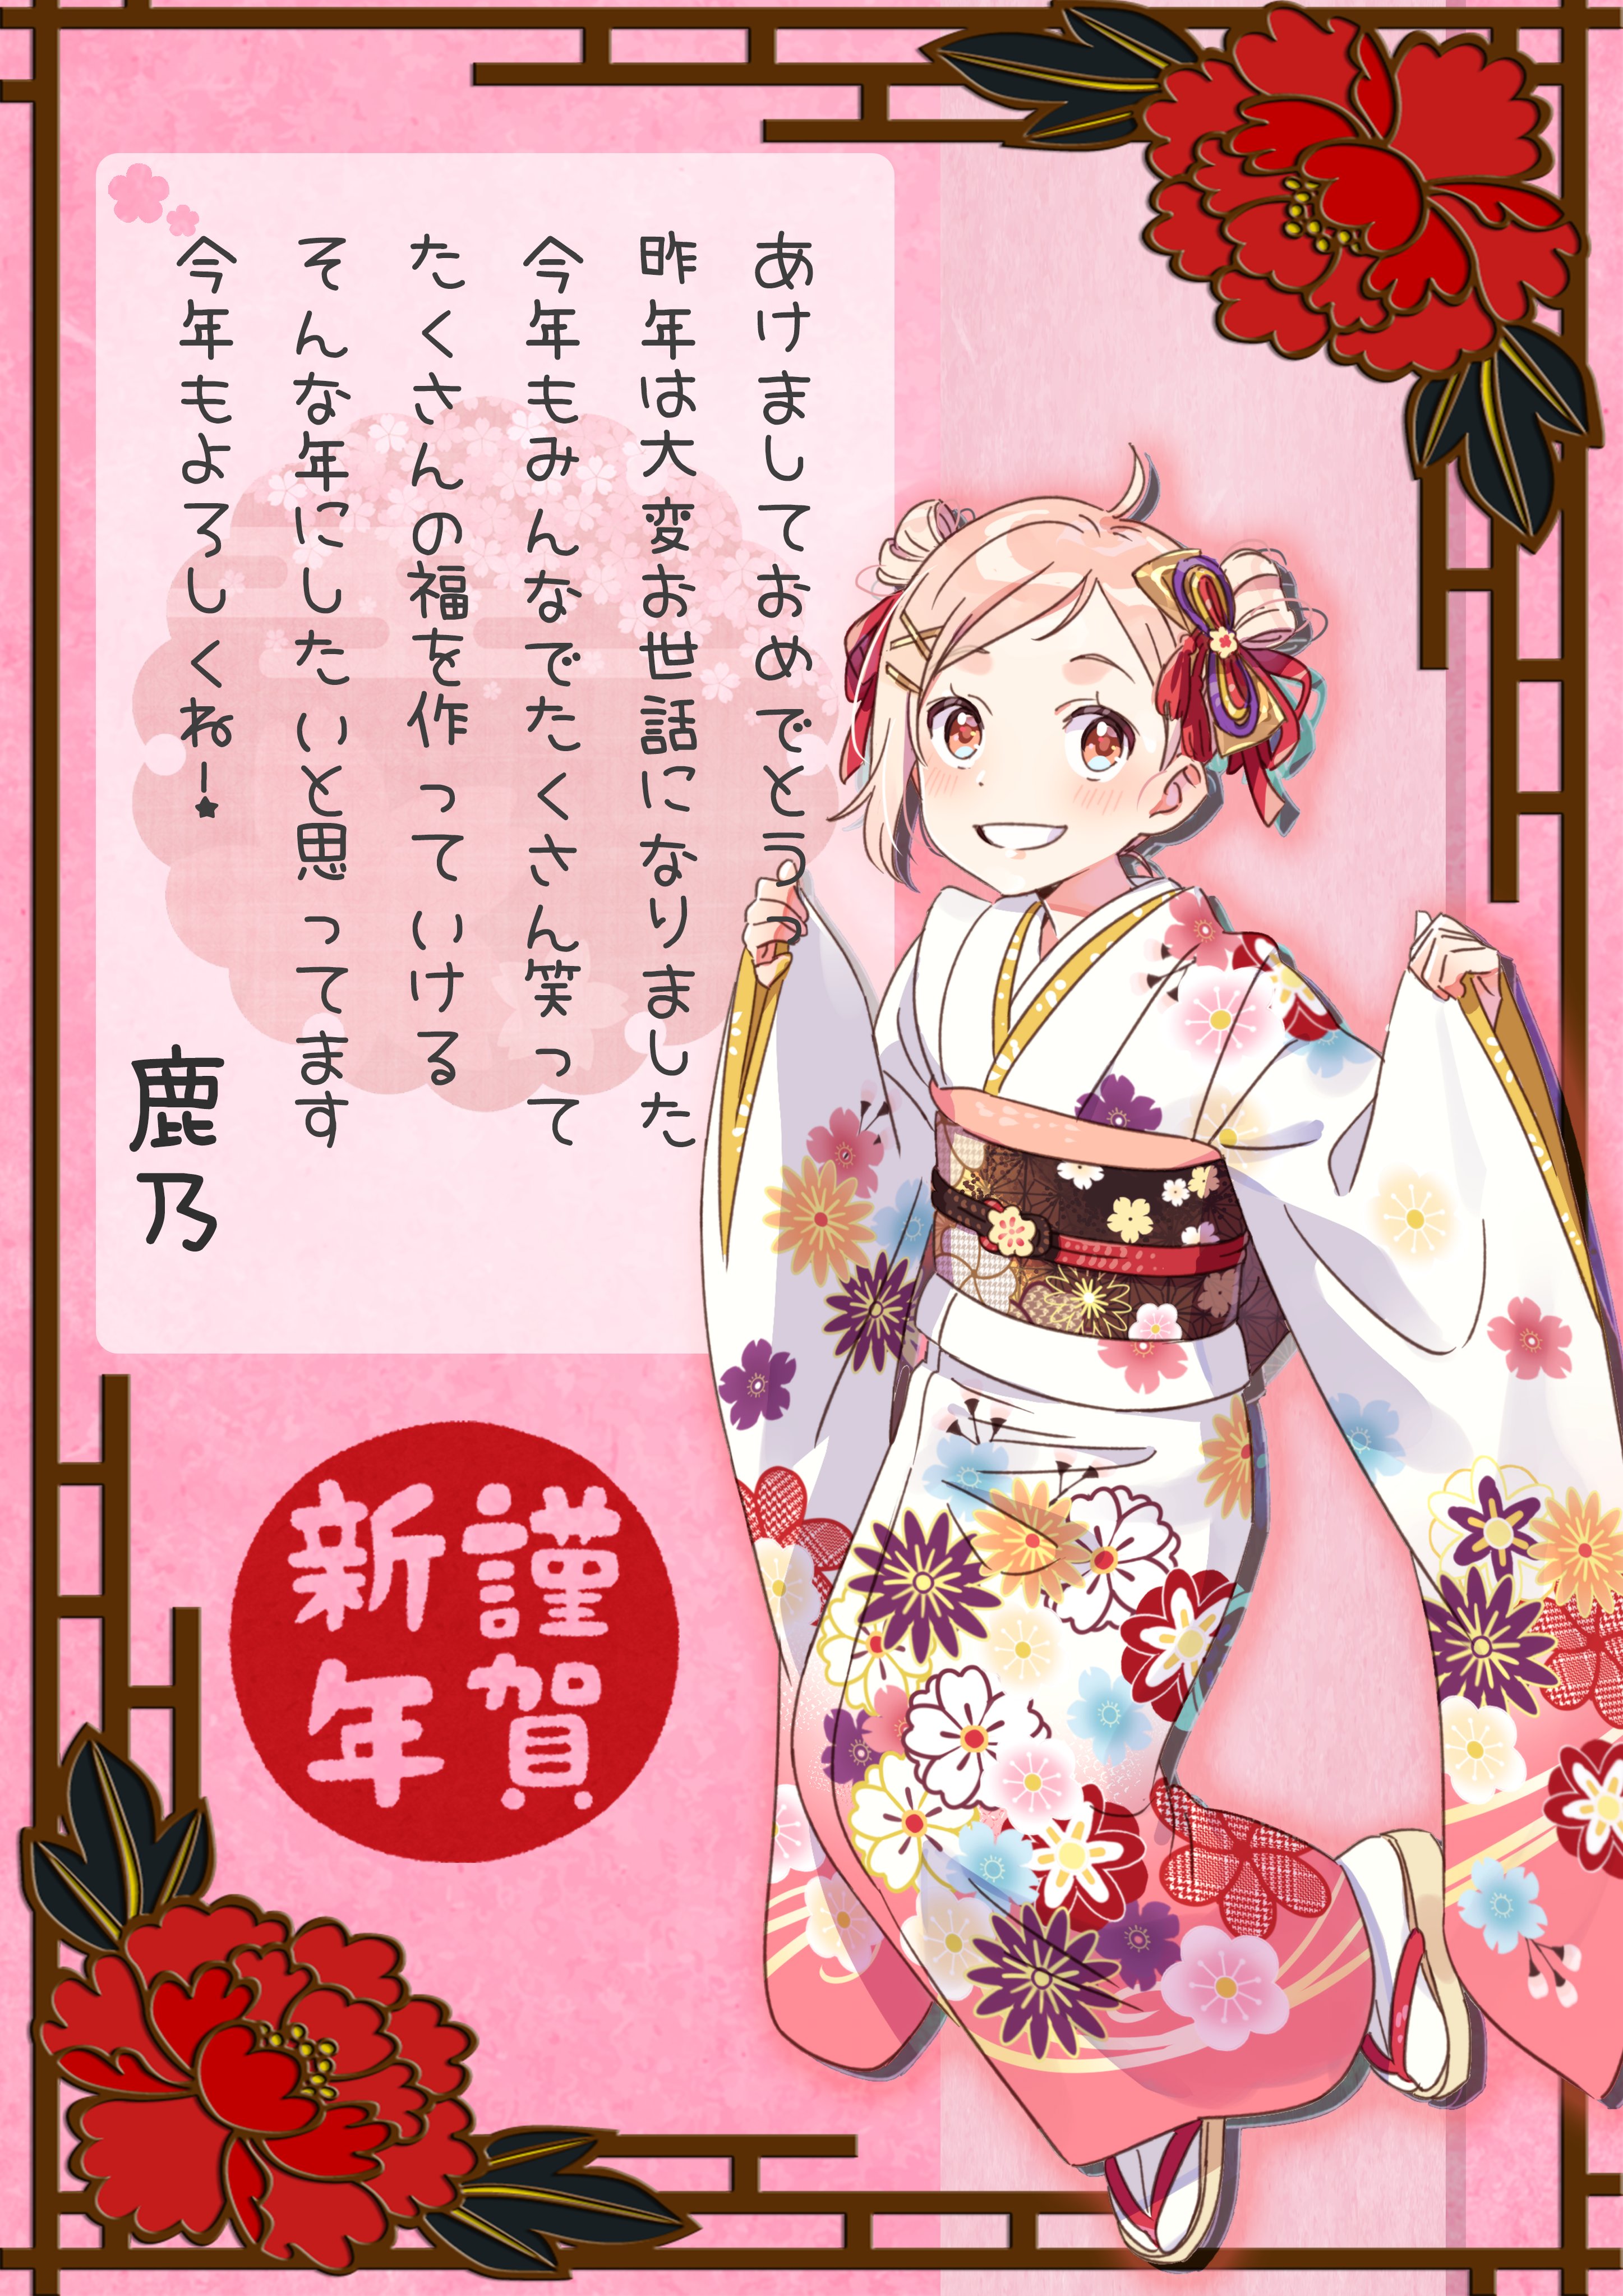 あけましておめでとうっ
昨年は大変お世話になりました
今年もみんなでたくさん笑って
たくさんの福を作っていける
そんな年にしたいと思ってます
今年もよろしくねー★
鹿乃
謹賀
新年